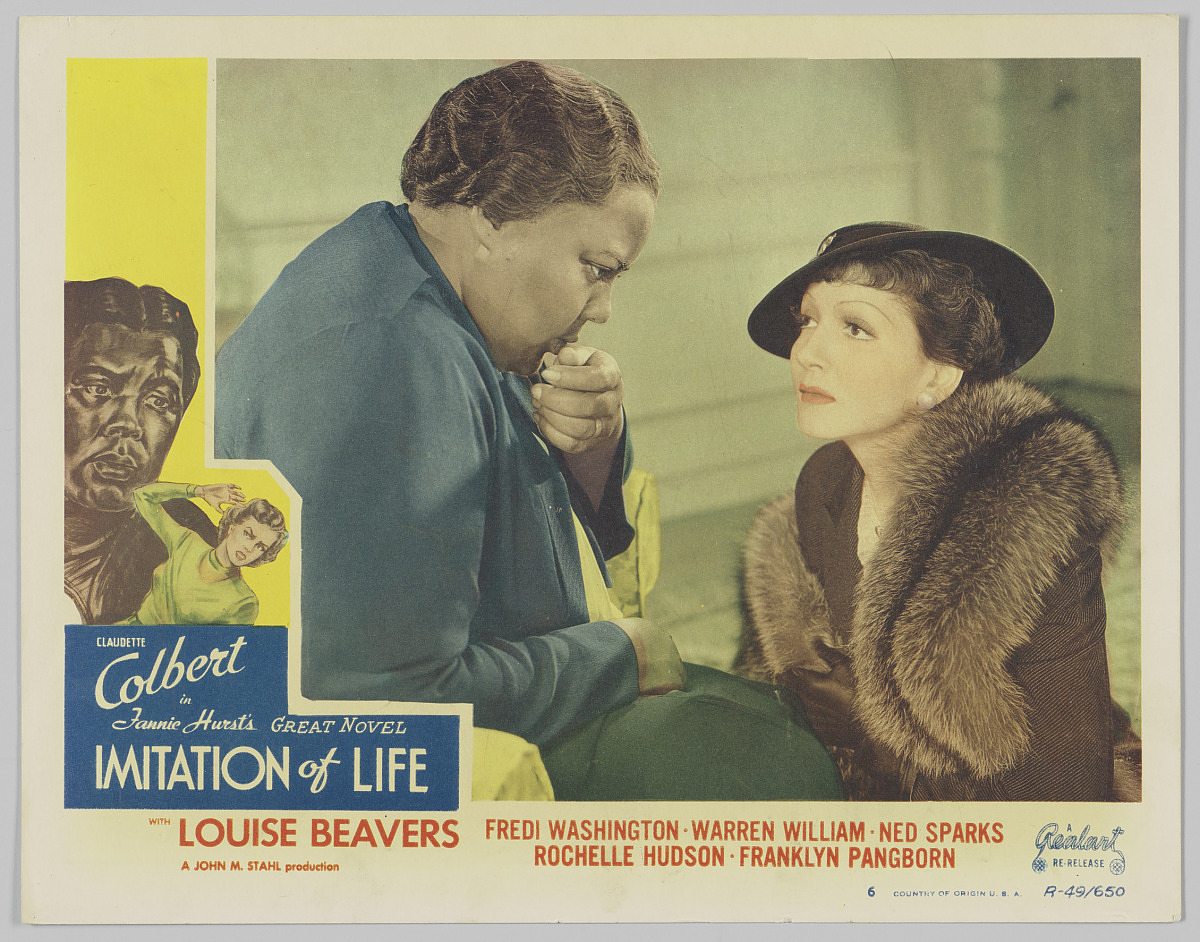 CLAUDETTE
Colbert
in
Fannie Hurst's GREAT NOVEL
IMITATION of LIFE
WITH LOUISE BEAVERS
A JOHN M. STAHL production
FREDI WASHINGTON · WARREN WILLIAM · NED SPARKS
ROCHELLE HUDSON · FRANKLYN PANGBORN
A
Realart
RE-RELEASE
6 COUNTRY OF ORIGIN U. S. A. R-49/650